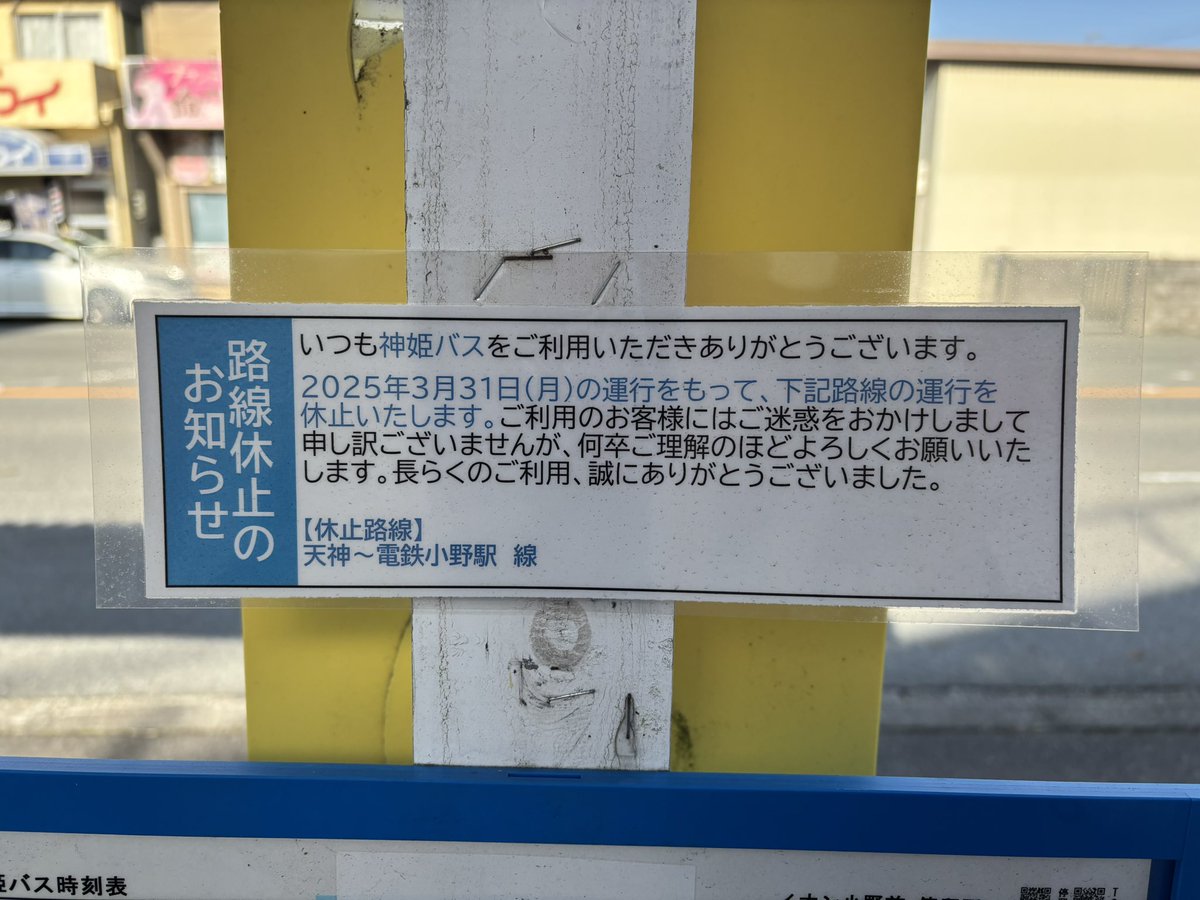 路線休止の
お知らせ
いつも神姫バスをご利用いただきありがとうございます。
2025年3月31日(月)の運行をもって、下記路線の運行を
休止いたします。ご利用のお客様にはご迷惑をおかけしまして
申し訳ございませんが、何卒ご理解のほどよろしくお願いいた
します。長らくのご利用、誠にありがとうございました。
【休止路線】
天神～電鉄小野駅 線
バス時刻表